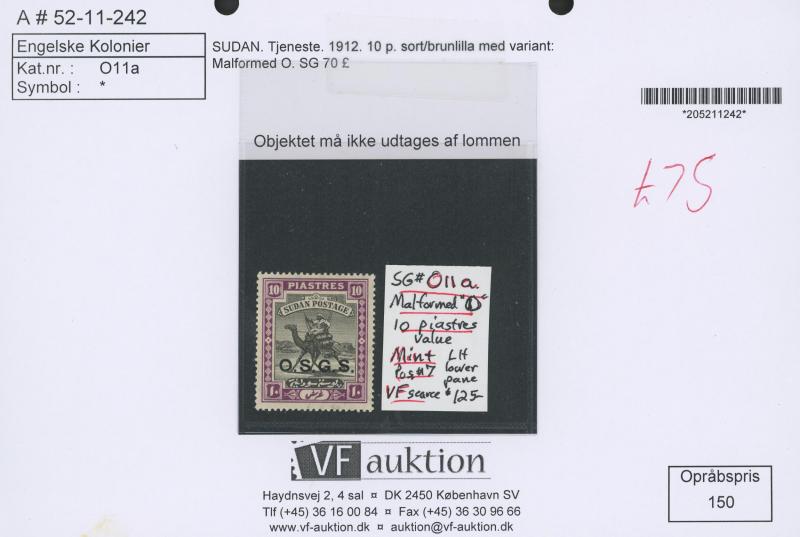 A # 52-11-242
Engelske Kolonier
Kat.nr. : O11a
Symbol : *
SUDAN. Tjeneste. 1912. 10 p. sort/brunlilla med variant:
Malformed O. SG 70 £
*205211242*
Objektet må ikke udtages af lommen
£75
10 PIASTRES 10
SUDAN POSTAGE
O.S.G.S.
١٠ ١٠
SG# O11a.
Malformed "O"
10 piastres
value
Mint LH
Pos#7 lower
pane
VF scarce $125-
VF auktion
Haydnsvej 2, 4 sal ¤ DK 2450 København SV
Tlf (+45) 36 16 00 84 ¤ Fax (+45) 36 30 96 66
www.vf-auktion.dk ¤ auktion@vf-auktion.dk
Opråbspris
150